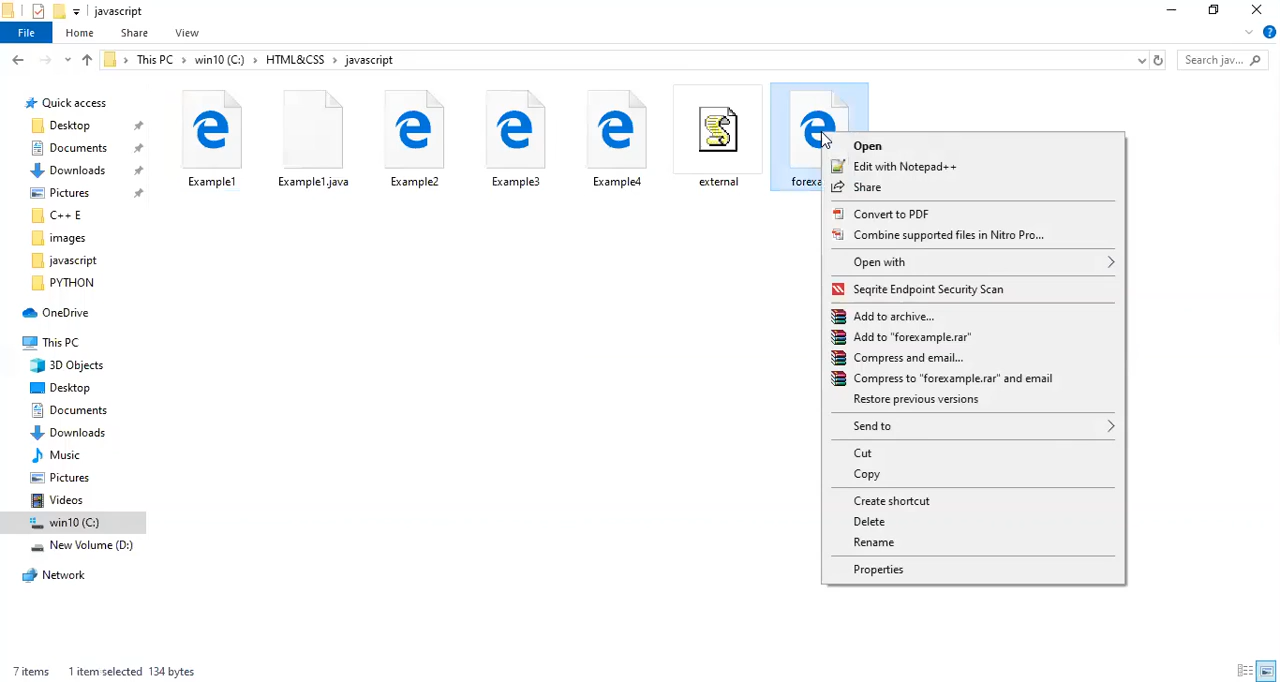 javascript
File Home Share View
This PC win10 (C:) HTML&CSS javascript
Search jav...
Quick access
Desktop
Documents
Downloads
Pictures
C++ E
images
javascript
PYTHON
OneDrive
This PC
3D Objects
Desktop
Documents
Downloads
Music
Pictures
Videos
win10 (C:)
New Volume (D:)
Network
Example1 Example1.java Example2 Example3 Example4 external forexa
Open
Edit with Notepad++
Share
Convert to PDF
Combine supported files in Nitro Pro...
Open with
Seqrite Endpoint Security Scan
Add to archive...
Add to "forexample.rar"
Compress and email...
Compress to "forexample.rar" and email
Restore previous versions
Send to
Cut
Copy
Create shortcut
Delete
Rename
Properties
7 items 1 item selected 134 bytes